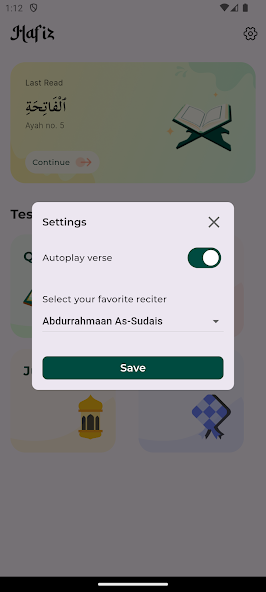 1:12
Hafiz
Last Read
ٱلْفَاتِحَةِ
Ayah no. 5
Continue
Tes
Settings
Autoplay verse
Q
Select your favorite reciter
Abdurrahmaan As-Sudais
Save